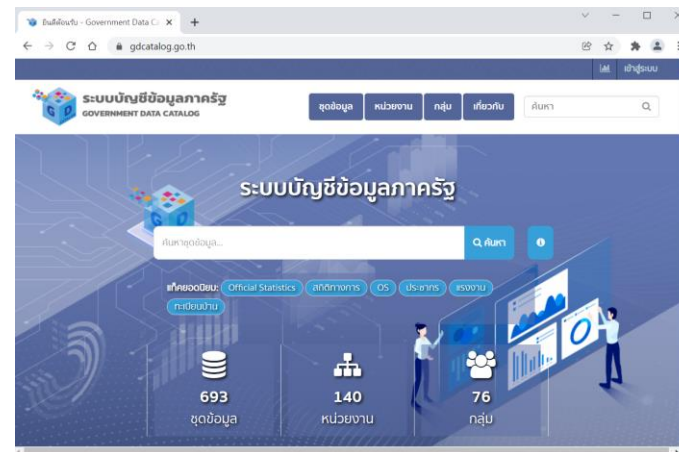 ยินดีต้อนรับ - Government Data C
gdcatalog.go.th
เข้าสู่ระบบ
ระบบบัญชีข้อมูลภาครัฐ
GOVERNMENT DATA CATALOG
ชุดข้อมูล หน่วยงาน กลุ่ม เกี่ยวกับ ค้นหา
G D
ระบบบัญชีข้อมูลภาครัฐ
G D
ค้นหาชุดข้อมูล... ค้นหา
แท็คยอดนิยม: Official Statistics สถิติทางการ OS ประชากร แรงงาน
ทะเบียนบ้าน
693 140 76
ชุดข้อมูล หน่วยงาน กลุ่ม